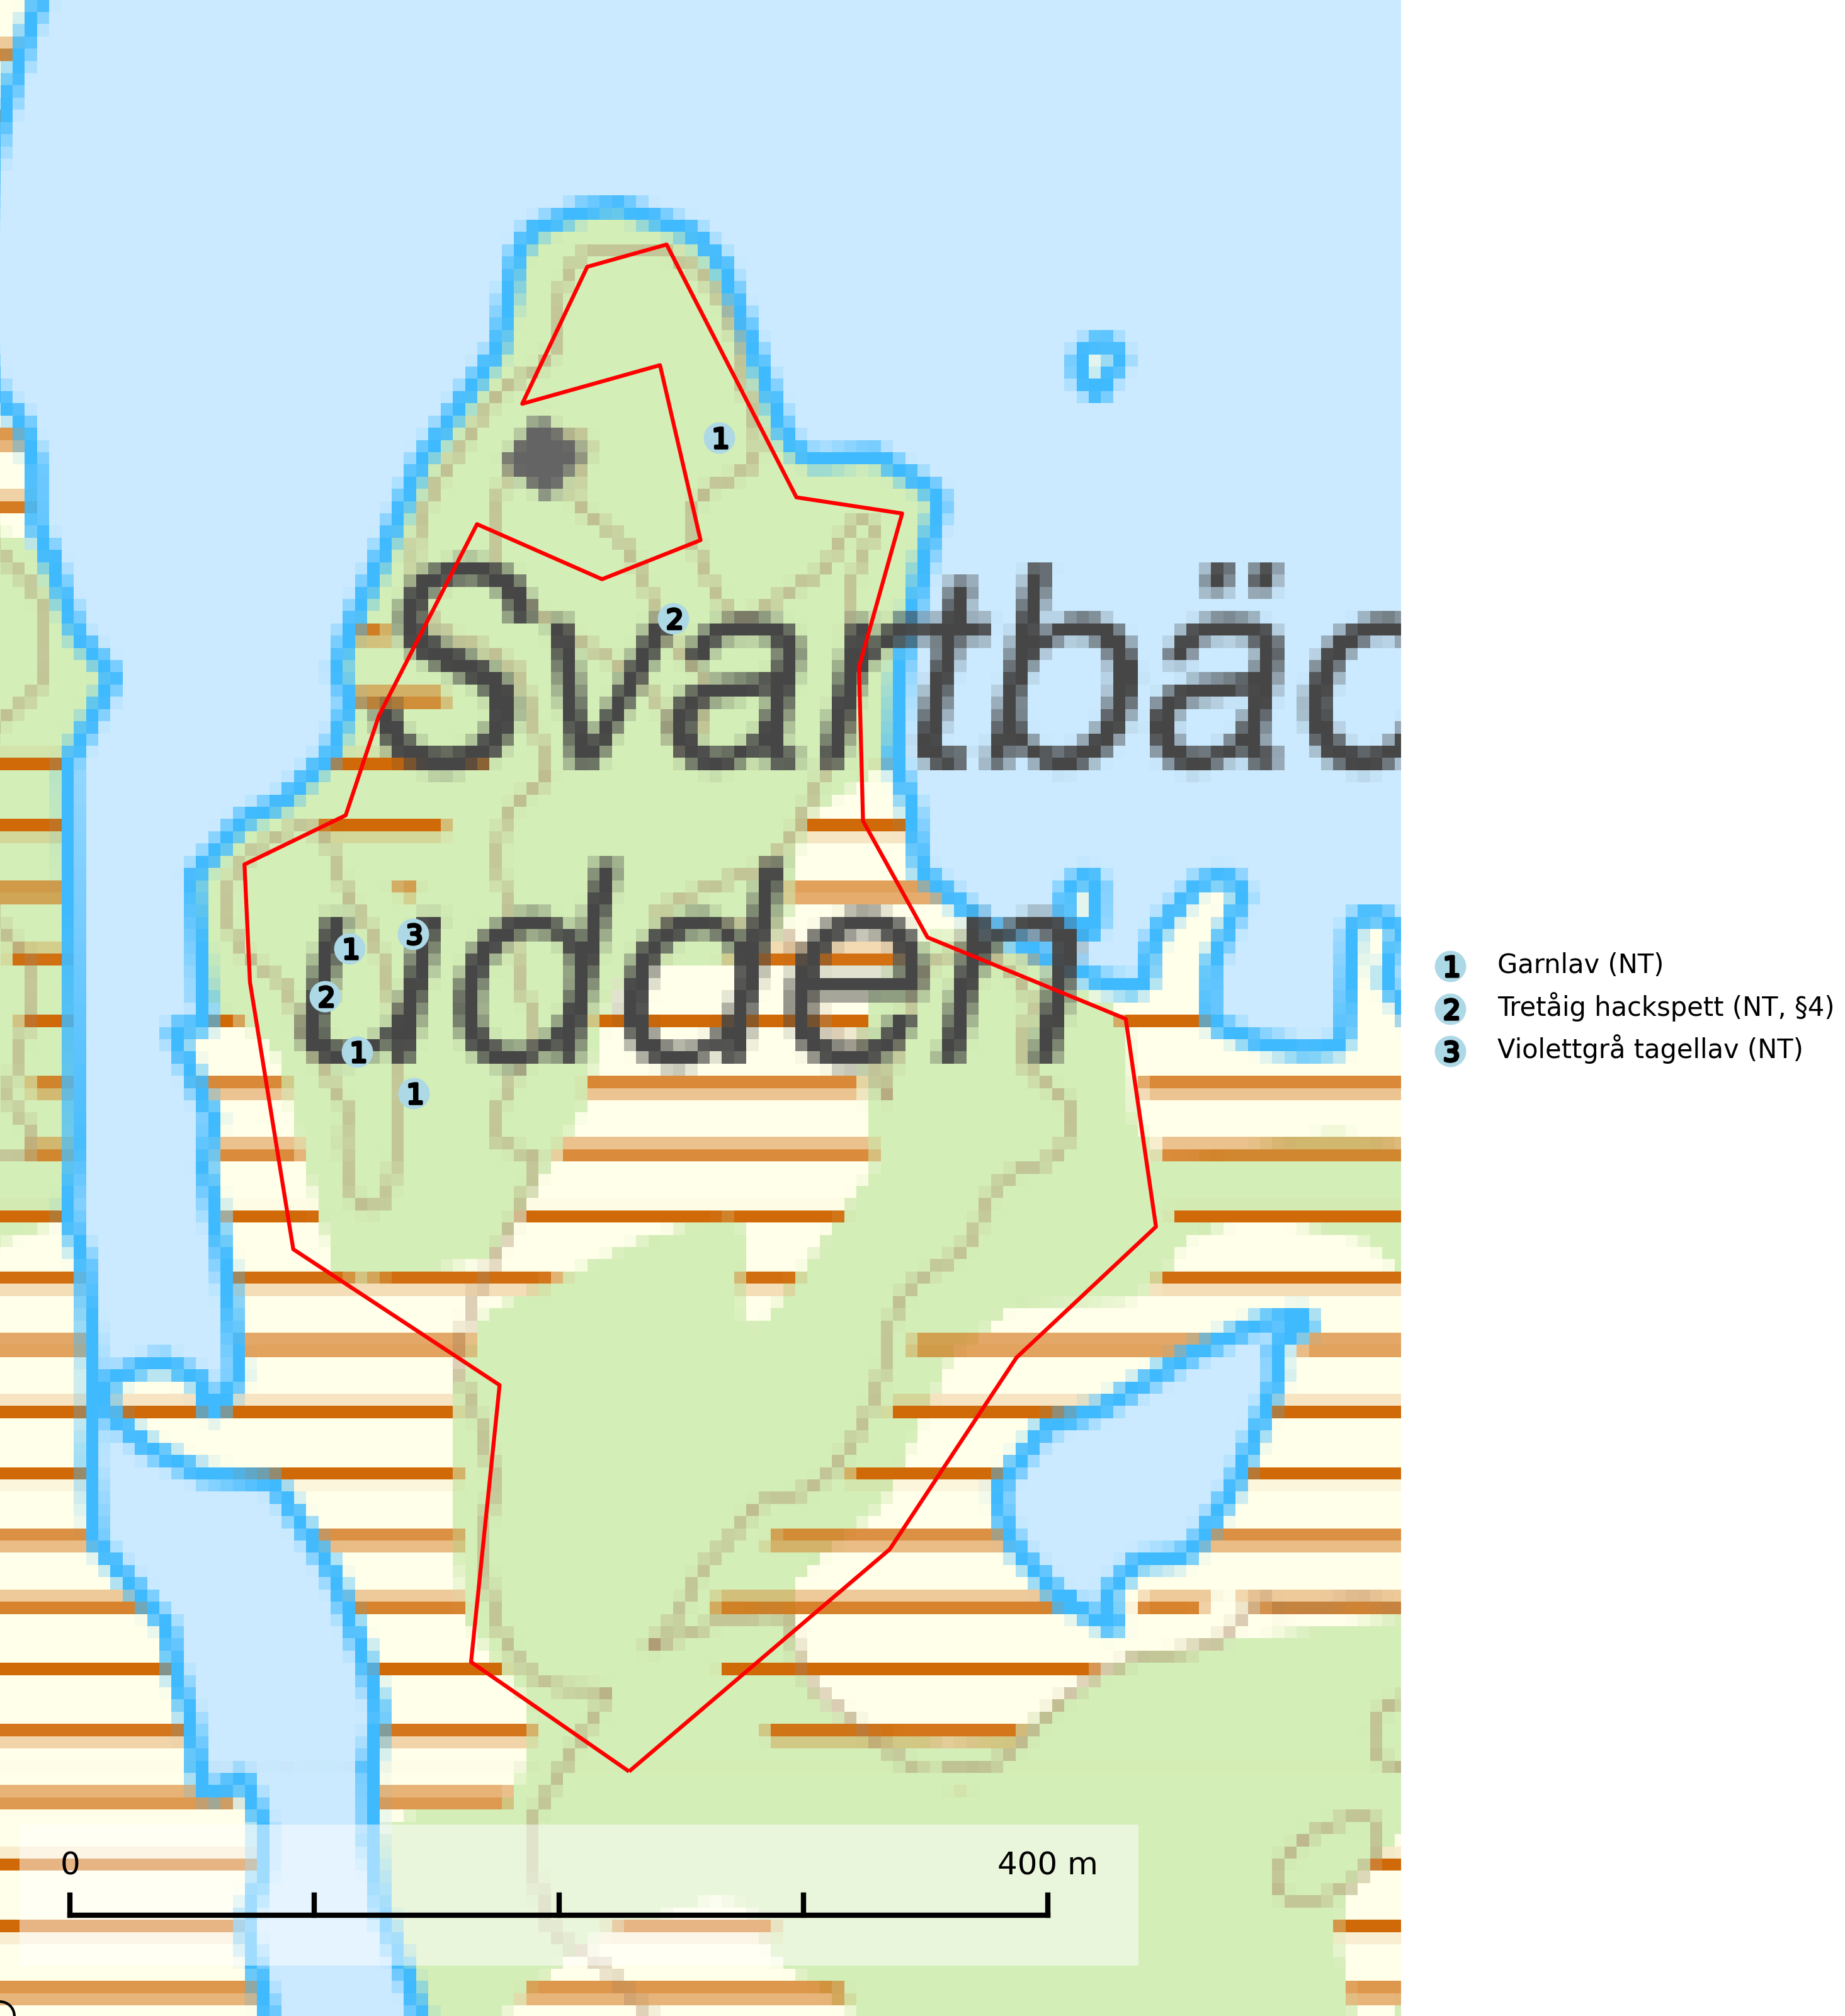 1
2
Svartbäc
udden
1
3
2
1
1
1 Garnlav (NT)
2 Tretåig hackspett (NT, §4)
3 Violettgrå tagellav (NT)
0 400 m